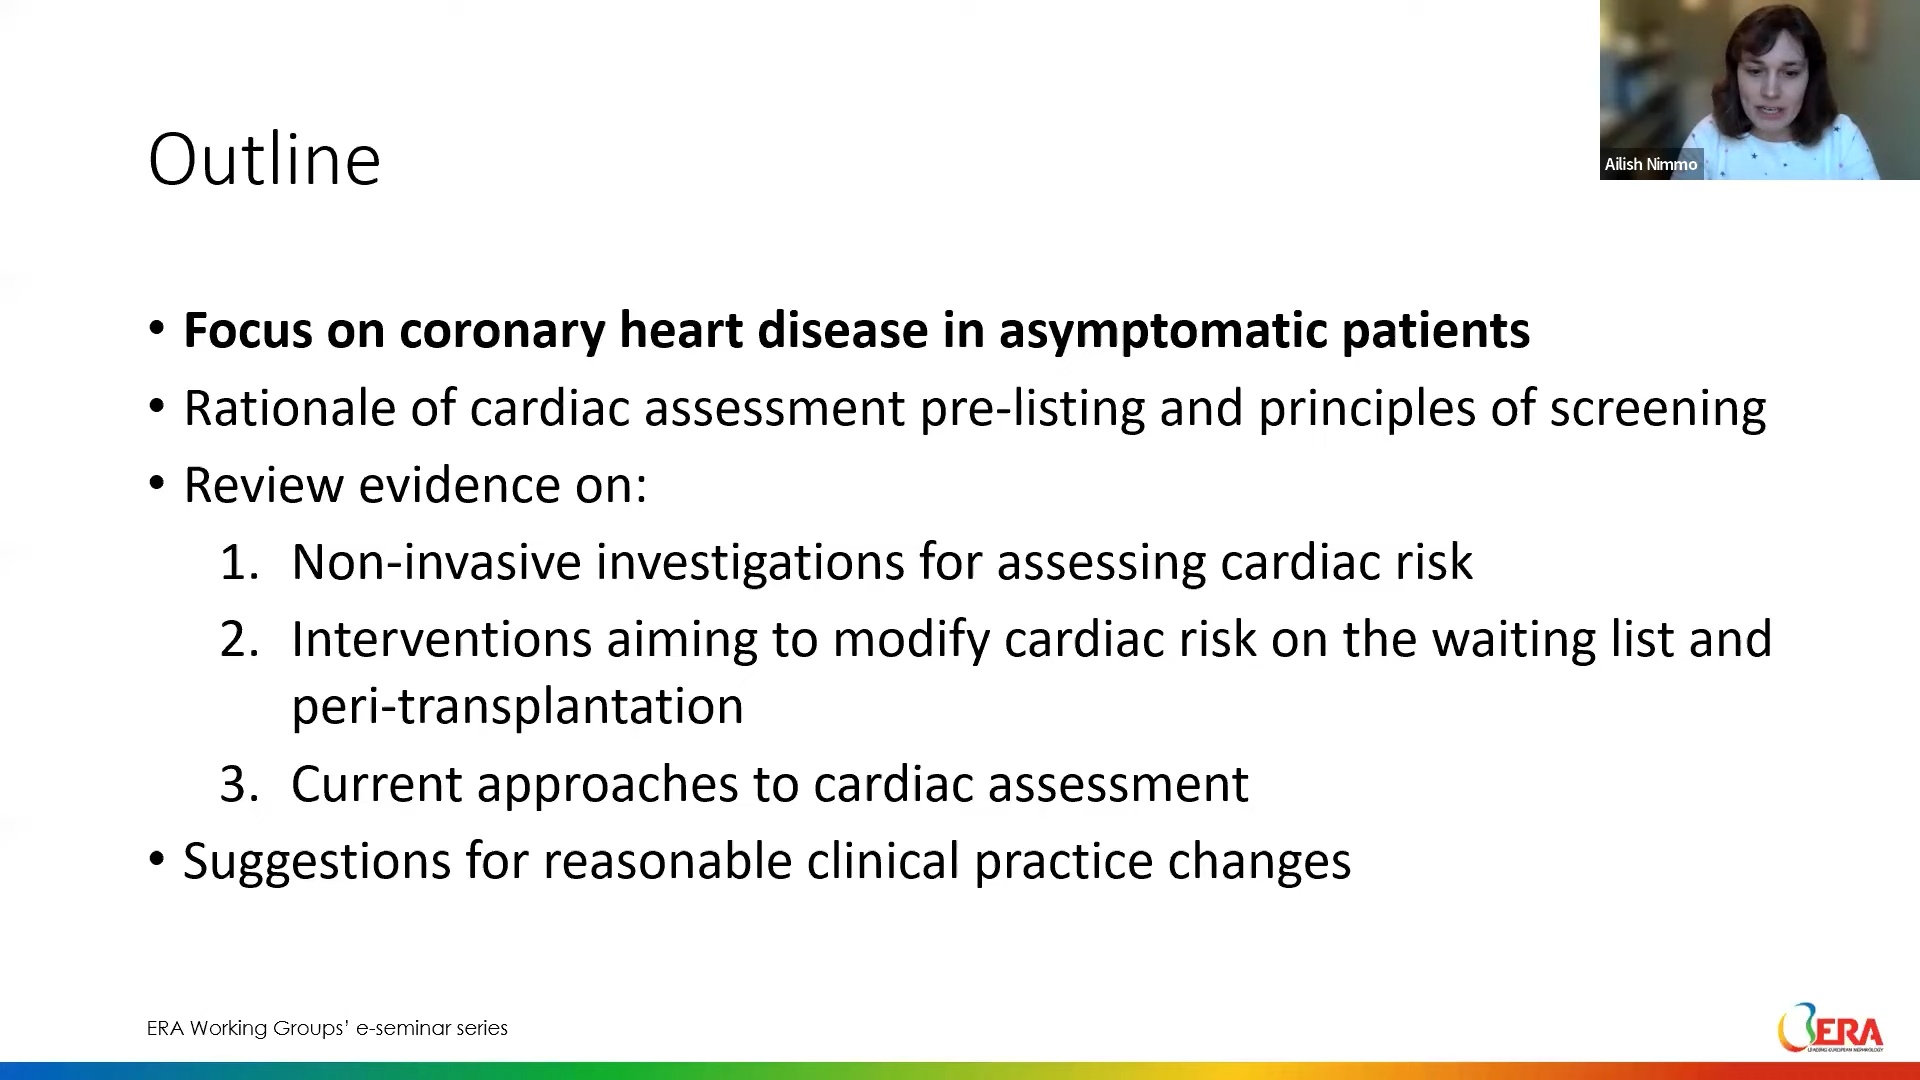 Ailish Nimmo
Outline
• Focus on coronary heart disease in asymptomatic patients
• Rationale of cardiac assessment pre-listing and principles of screening
• Review evidence on:
1. Non-invasive investigations for assessing cardiac risk
2. Interventions aiming to modify cardiac risk on the waiting list and
peri-transplantation
3. Current approaches to cardiac assessment
• Suggestions for reasonable clinical practice changes
ERA Working Groups’ e-seminar series
ERA
LEADING EUROPEAN NEPHROLOGY